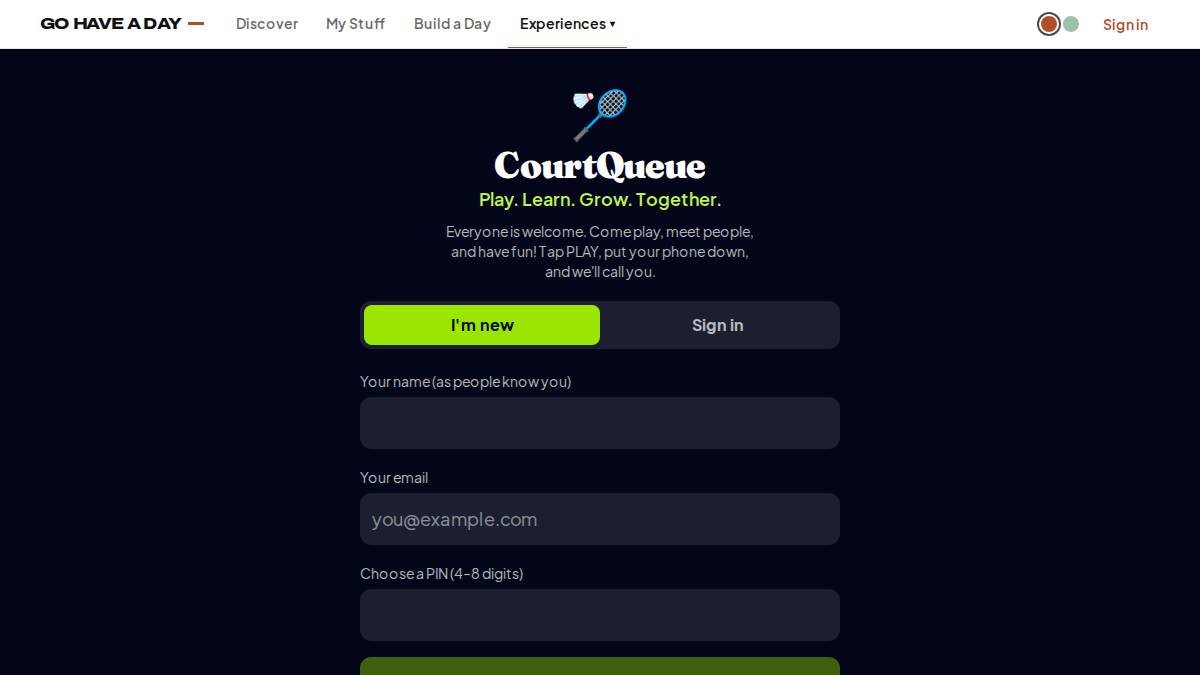 GO HAVE A DAY
Discover
My Stuff
Build a Day
Experiences ▾
Sign in
CourtQueue
Play. Learn. Grow. Together.
Everyone is welcome. Come play, meet people,
and have fun! Tap PLAY, put your phone down,
and we'll call you.
I'm new
Sign in
Your name (as people know you)
Your email
you@example.com
Choose a PIN (4–8 digits)